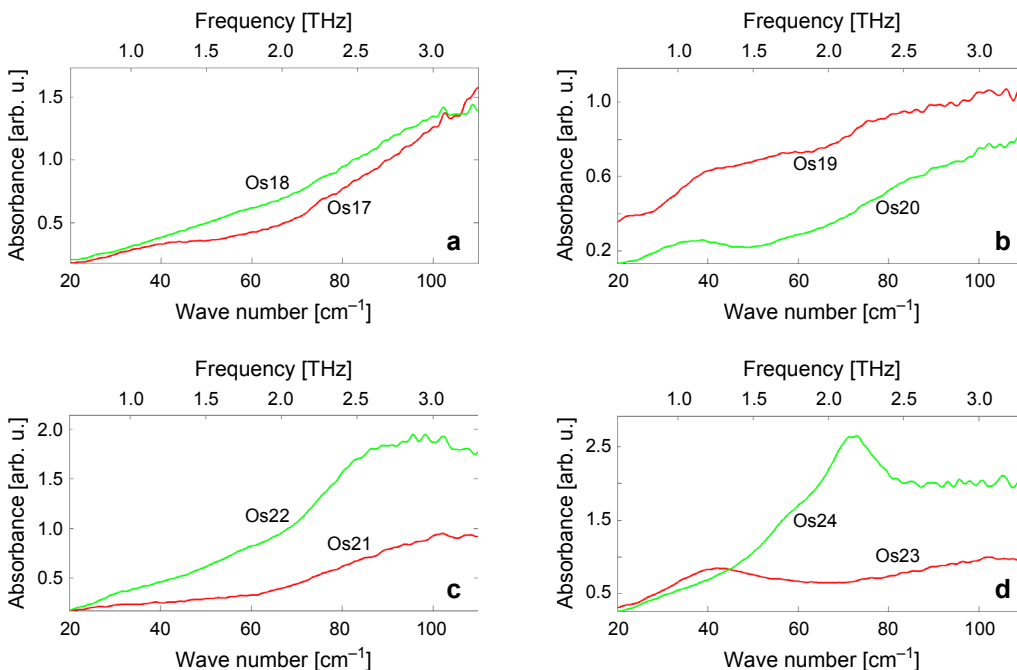 Frequency [THz]
1.0 1.5 2.0 2.5 3.0
Absorbance [arb. u.]
1.5
1.0
0.5
Os18
Os17
a
20 40 60 80 100
Wave number [cm⁻¹]
Frequency [THz]
1.0 1.5 2.0 2.5 3.0
Absorbance [arb. u.]
1.0
0.6
0.2
Os19
Os20
b
20 40 60 80 100
Wave number [cm⁻¹]
Frequency [THz]
1.0 1.5 2.0 2.5 3.0
Absorbance [arb. u.]
2.0
1.5
1.0
0.5
Os22
Os21
c
20 40 60 80 100
Wave number [cm⁻¹]
Frequency [THz]
1.0 1.5 2.0 2.5 3.0
Absorbance [arb. u.]
2.5
1.5
0.5
Os24
Os23
d
20 40 60 80 100
Wave number [cm⁻¹]